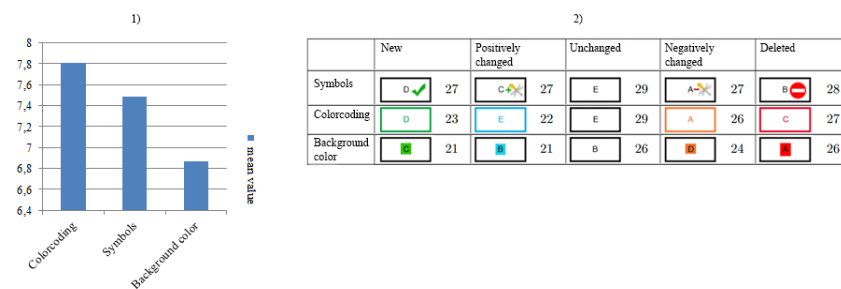 1)
8
7,8
7,6
7,4
7,2
7
6,8
6,6
6,4
Colorcoding
Symbols
Background color
mean value
2)
New
Positively
changed
Unchanged
Negatively
changed
Deleted
Symbols
D 27
C+ 27
E 29
A- 27
B 28
Colorcoding
D 23
E 22
E 29
A 26
C 27
Background
color
C 21
B 21
B 26
D 24
A 26